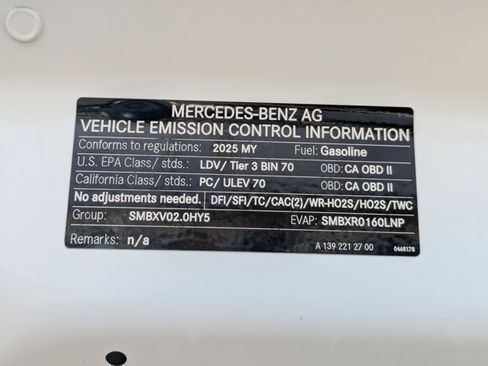 MERCEDES-BENZ AG
VEHICLE EMISSION CONTROL INFORMATION
Conforms to regulations: 2025 MY Fuel: Gasoline
U.S. EPA Class/ stds.: LDV/ Tier 3 BIN 70 OBD: CA OBD II
California Class/ stds.: PC/ ULEV 70 OBD: CA OBD II
No adjustments needed. DFI/SFI/TC/CAC(2)/WR-HO2S/HO2S/TWC
Group: SMBXV02.0HY5 EVAP: SMBXR0160LNP
Remarks: n/a A 139 221 27 00 0468178